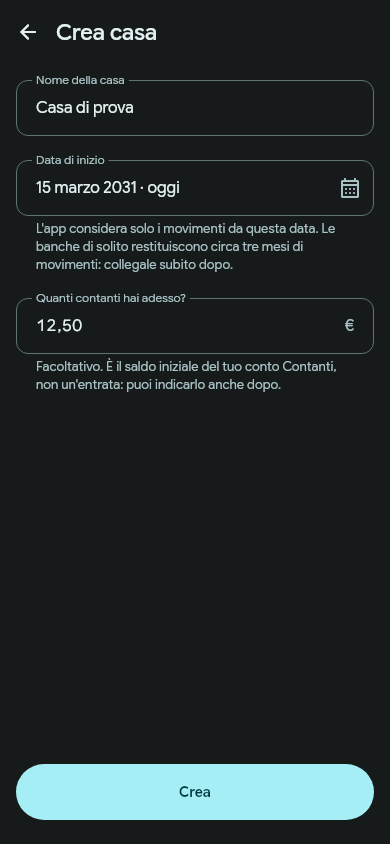 Crea casa
Nome della casa
Casa di prova
Data di inizio
15 marzo 2031 · oggi
L'app considera solo i movimenti da questa data. Le
banche di solito restituiscono circa tre mesi di
movimenti: collegale subito dopo.
Quanti contanti hai adesso?
12,50 €
Facoltativo. È il saldo iniziale del tuo conto Contanti,
non un'entrata: puoi indicarlo anche dopo.
Crea